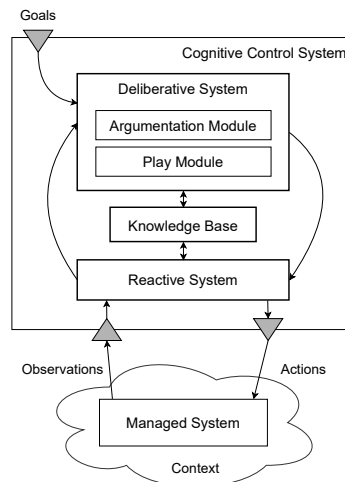 Goals
Cognitive Control System
Deliberative System
Argumentation Module
Play Module
Knowledge Base
Reactive System
Observations
Actions
Managed System
Context